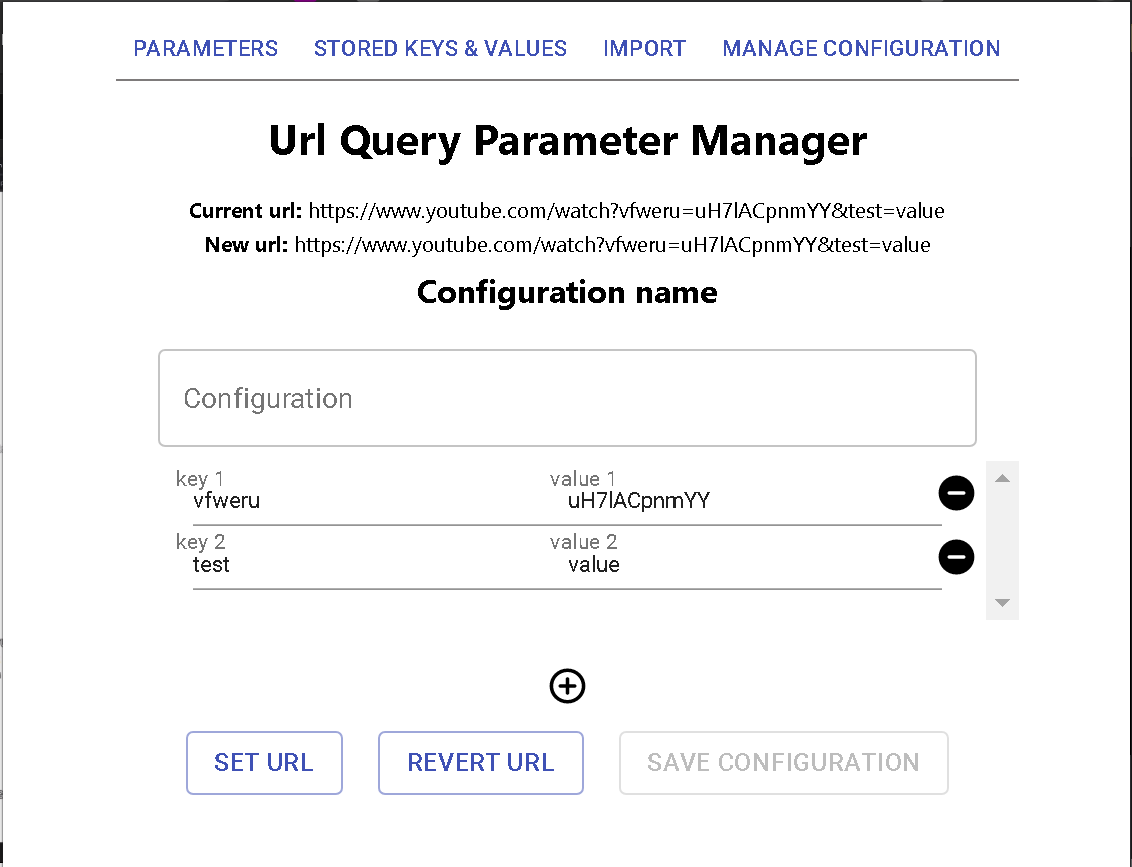 PARAMETERS STORED KEYS & VALUES IMPORT MANAGE CONFIGURATION
Url Query Parameter Manager
Current url: https://www.youtube.com/watch?vfweru=uH7lACpnmYY&test=value
New url: https://www.youtube.com/watch?vfweru=uH7lACpnmYY&test=value
Configuration name
Configuration
key 1 value 1
vfweru uH7lACpnmYY
key 2 value 2
test value
SET URL REVERT URL SAVE CONFIGURATION